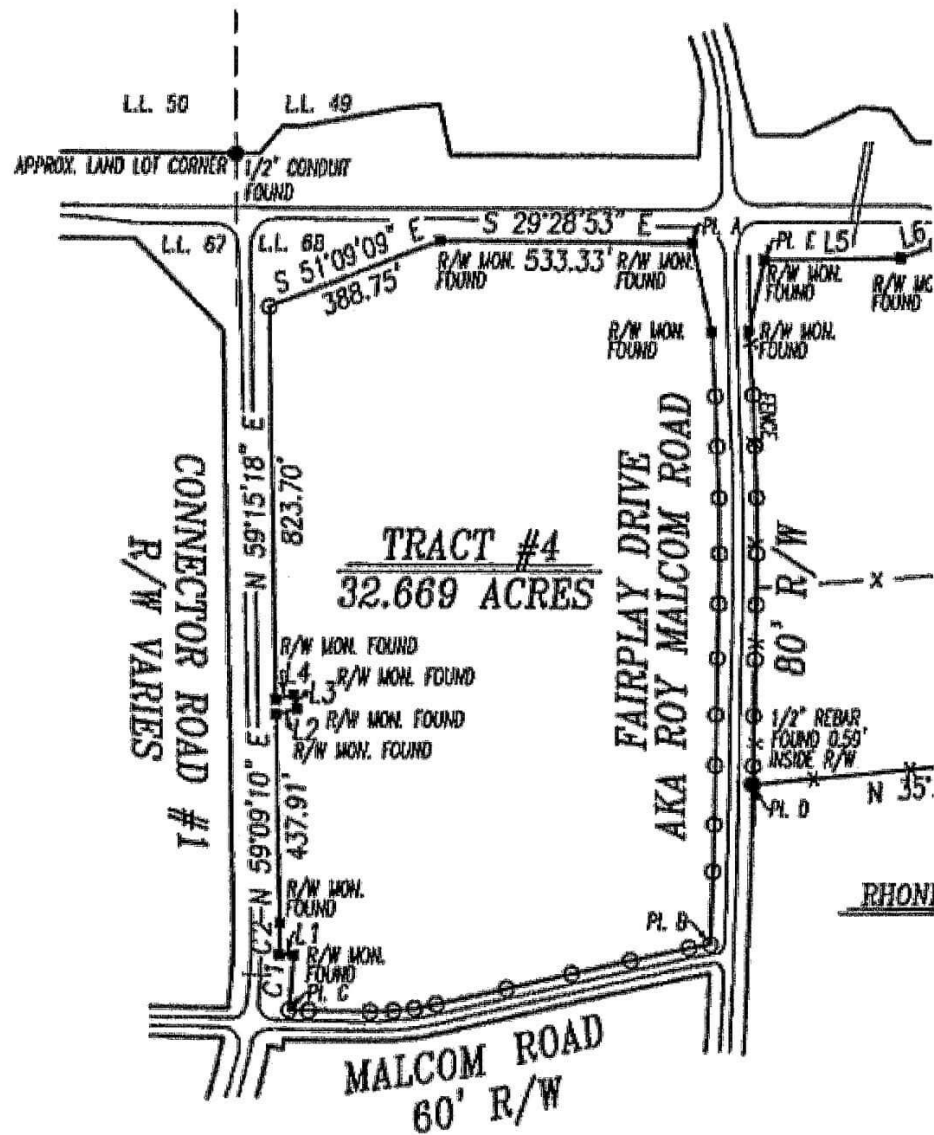 L.L. 50
L.L. 49
APPROX. LAND LOT CORNER
1/2" CONDUIT
FOUND
L.L. 67
L.L. 68
S 51°09'09" E
388.75'
S 29°28'53" E
533.33'
R/W MON.
FOUND
R/W MON.
FOUND
Pt. A
Pt. E
L5
L6
R/W MON.
FOUND
FOUND
R/W MON.
FOUND
R/W MON.
FOUND
FENCE
N 59°15'18" E
823.70'
CONNECTOR ROAD #1
R/W VARIES
TRACT #4
32.669 ACRES
FAIRPLAY DRIVE
AKA ROY MALCOM ROAD
80' R/W
X
R/W MON. FOUND
L4
R/W MON. FOUND
L3
R/W MON. FOUND
L2
R/W MON. FOUND
1/2" REBAR
FOUND 0.59'
INSIDE R/W
Pt. D
N 35°
N 59°09'10" E
437.91'
R/W MON.
FOUND
C2
L1
R/W MON.
FOUND
C1
Pt. C
Pt. B
MALCOM ROAD
60' R/W